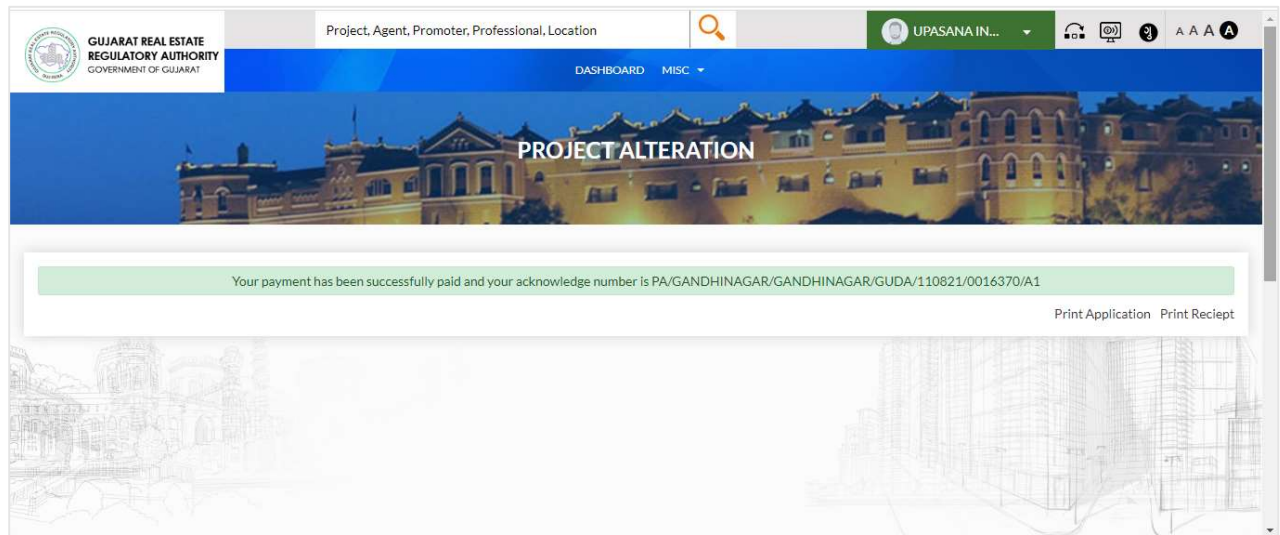 GUJARAT REAL ESTATE
REGULATORY AUTHORITY
GOVERNMENT OF GUJARAT
Project, Agent, Promoter, Professional, Location
UPASANA IN...
A A A A
DASHBOARD MISC
PROJECT ALTERATION
Your payment has been successfully paid and your acknowledge number is PA/GANDHINAGAR/GANDHINAGAR/GUDA/110821/0016370/A1
Print Application Print Reciept